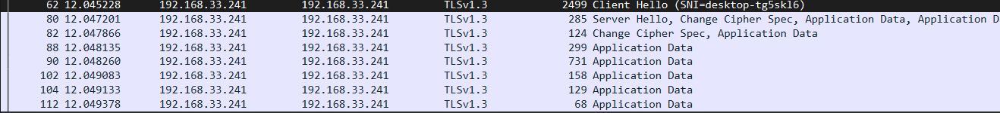 62 12.045228 192.168.33.241 192.168.33.241 TLSv1.3 2499 Client Hello (SNI=desktop-tg5skl6)
80 12.047201 192.168.33.241 192.168.33.241 TLSv1.3 285 Server Hello, Change Cipher Spec, Application Data, Application D
82 12.047866 192.168.33.241 192.168.33.241 TLSv1.3 124 Change Cipher Spec, Application Data
88 12.048135 192.168.33.241 192.168.33.241 TLSv1.3 299 Application Data
90 12.048260 192.168.33.241 192.168.33.241 TLSv1.3 731 Application Data
102 12.049083 192.168.33.241 192.168.33.241 TLSv1.3 158 Application Data
104 12.049133 192.168.33.241 192.168.33.241 TLSv1.3 129 Application Data
112 12.049378 192.168.33.241 192.168.33.241 TLSv1.3 68 Application Data